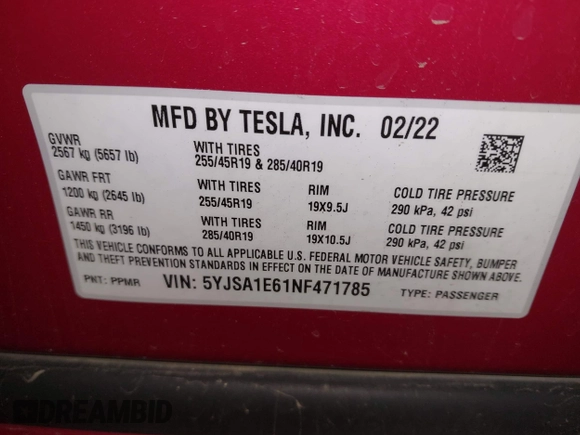 MFD BY TESLA, INC. 02/22
GVWR
2567 kg (5657 lb)
WITH TIRES
255/45R19 & 285/40R19
GAWR FRT
1200 kg (2645 lb)
WITH TIRES
255/45R19
RIM
19X9.5J
COLD TIRE PRESSURE
290 kPa, 42 psi
GAWR RR
1450 kg (3196 lb)
WITH TIRES
285/40R19
RIM
19X10.5J
COLD TIRE PRESSURE
290 kPa, 42 psi
THIS VEHICLE CONFORMS TO ALL APPLICABLE U.S. FEDERAL MOTOR VEHICLE SAFETY, BUMPER
AND THEFT PREVENTION STANDARDS IN EFFECT ON THE DATE OF MANUFACTURE SHOWN ABOVE.
PNT: PPMR
VIN: 5YJSA1E61NF471785
TYPE: PASSENGER
DREAMBID